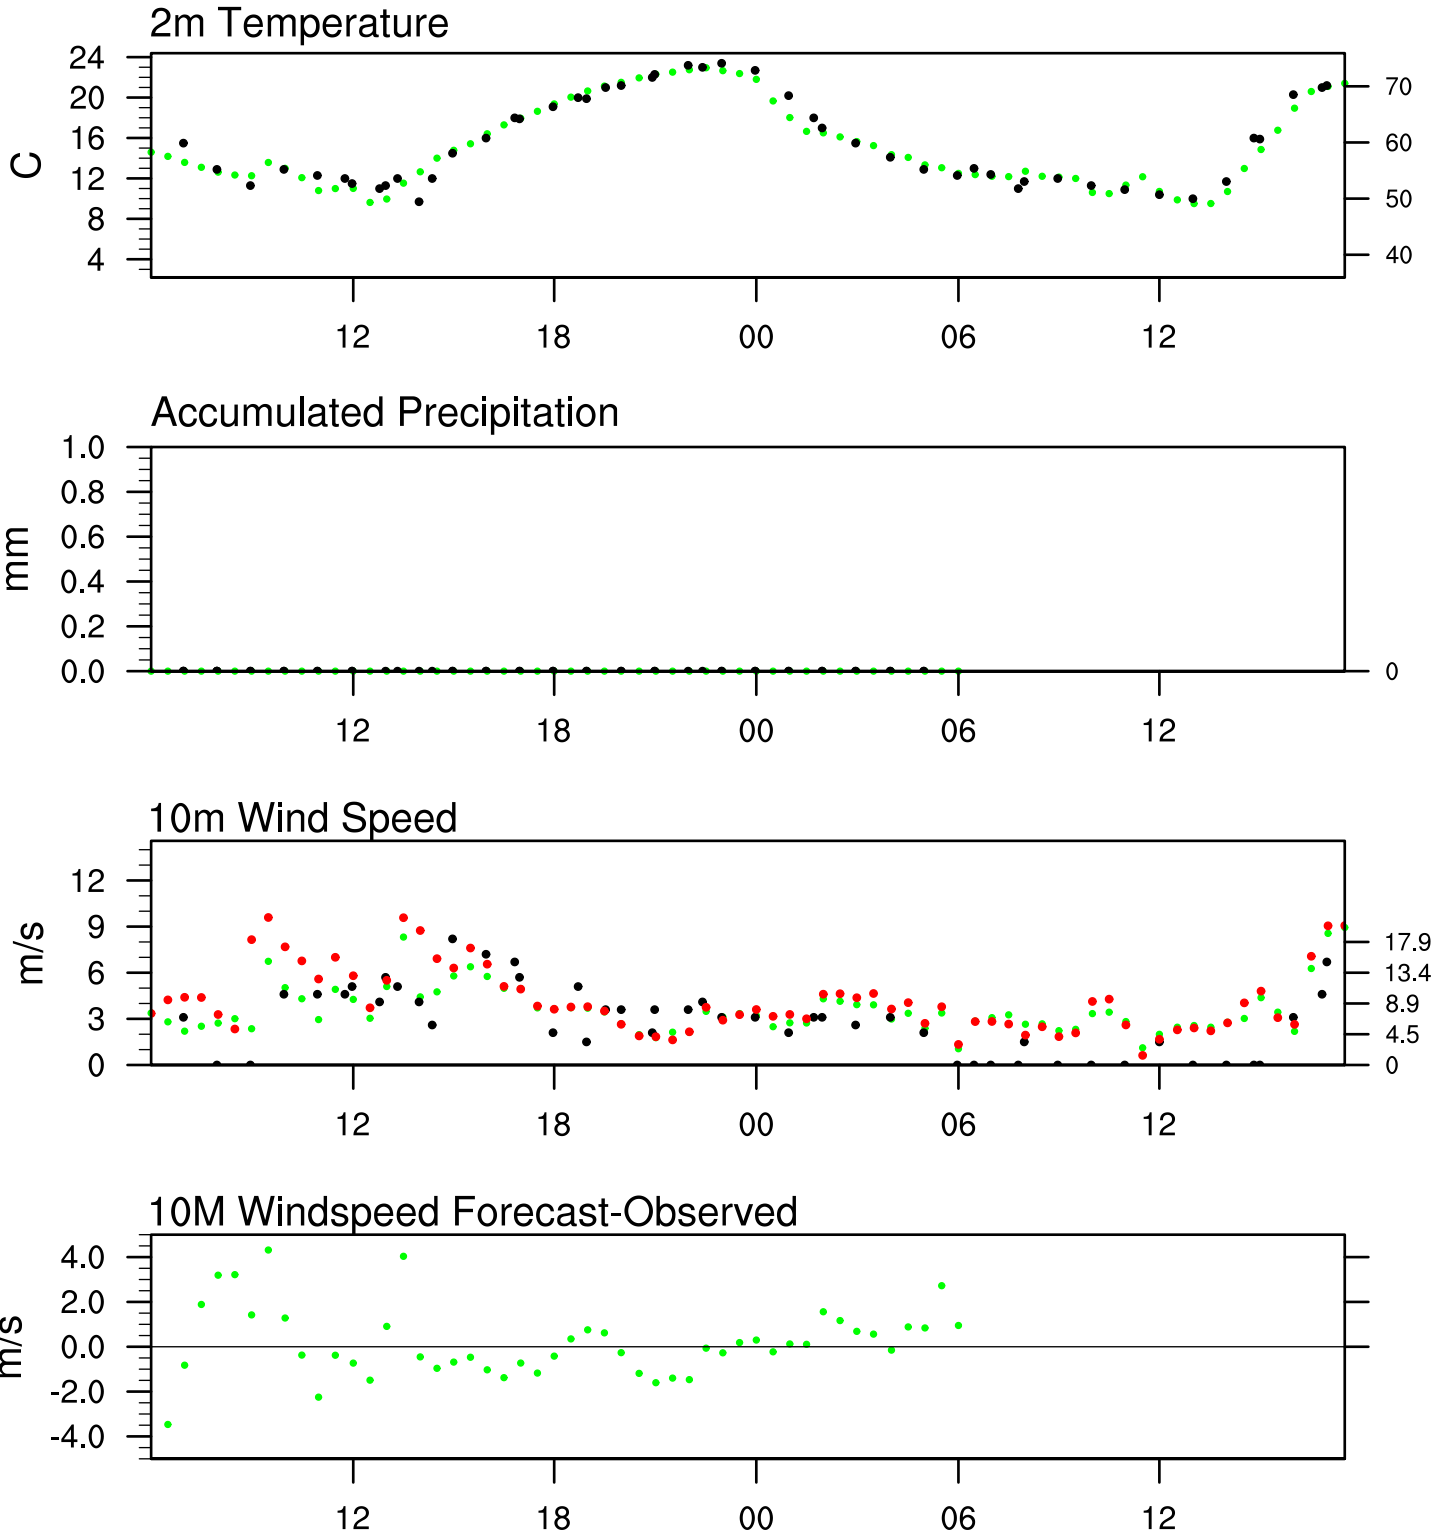 2m Temperature
24
20
16
12
8
4
C
70
60
50
40
12 18 00 06 12
Accumulated Precipitation
1.0
0.8
0.6
0.4
0.2
0.0
mm
0
12 18 00 06 12
10m Wind Speed
12
9
6
3
0
m/s
17.9
13.4
8.9
4.5
0
12 18 00 06 12
10M Windspeed Forecast-Observed
4.0
2.0
0.0
-2.0
-4.0
m/s
12 18 00 06 12